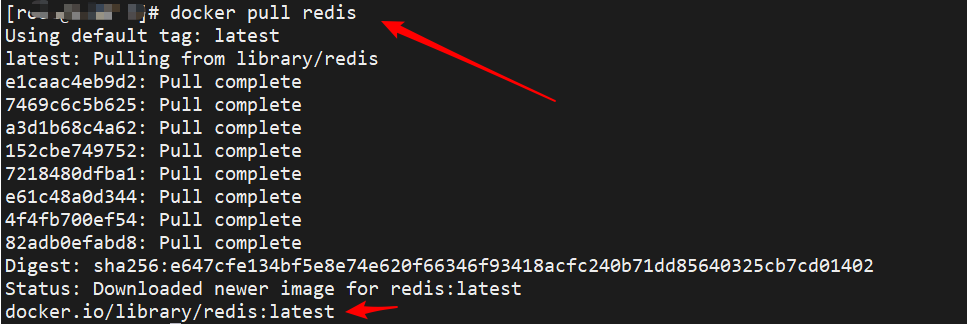 [ro ]# docker pull redis
Using default tag: latest
latest: Pulling from library/redis
e1caac4eb9d2: Pull complete
7469c6c5b625: Pull complete
a3d1b68c4a62: Pull complete
152cbe749752: Pull complete
7218480dfba1: Pull complete
e61c48a0d344: Pull complete
4f4fb700ef54: Pull complete
82adb0efabd8: Pull complete
Digest: sha256:e647cfe134bf5e8e74e620f66346f93418acfc240b71dd85640325cb7cd01402
Status: Downloaded newer image for redis:latest
docker.io/library/redis:latest